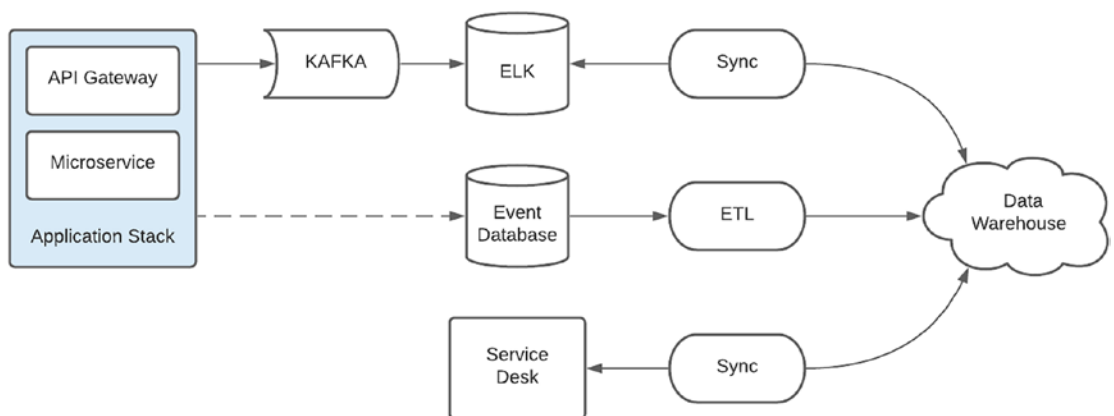 API Gateway
Microservice
Application Stack
KAFKA
ELK
Sync
Event
Database
ETL
Data
Warehouse
Service
Desk
Sync